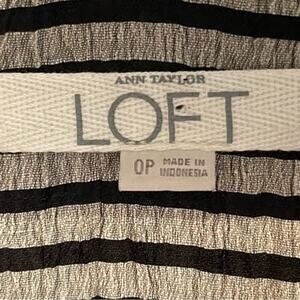 ANN TAYLOR
LOFT
0P MADE IN
INDONESIA